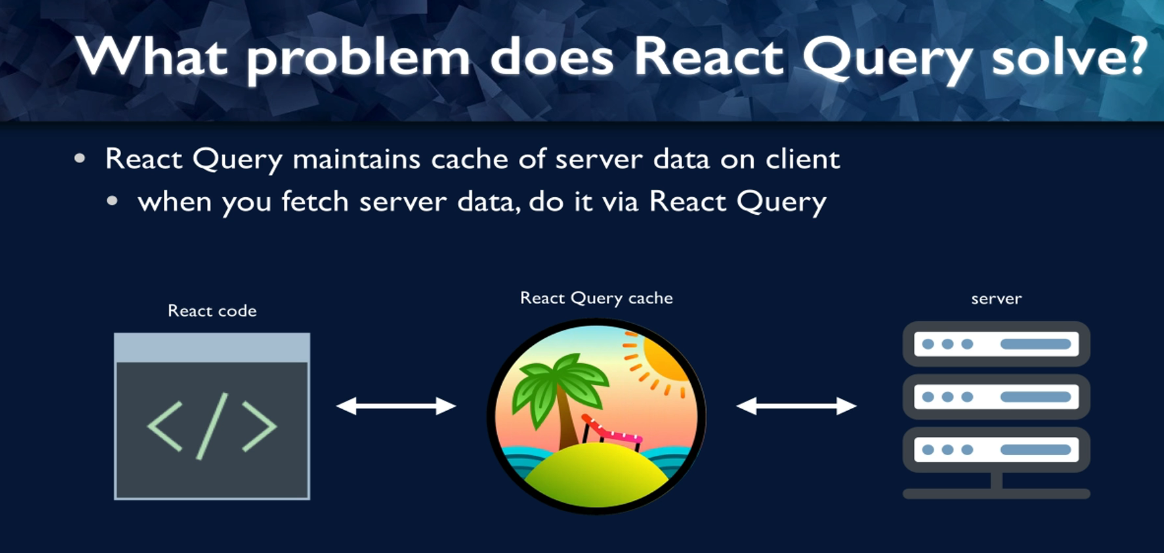 What problem does React Query solve?
• React Query maintains cache of server data on client
• when you fetch server data, do it via React Query
React code
React Query cache
server
</>